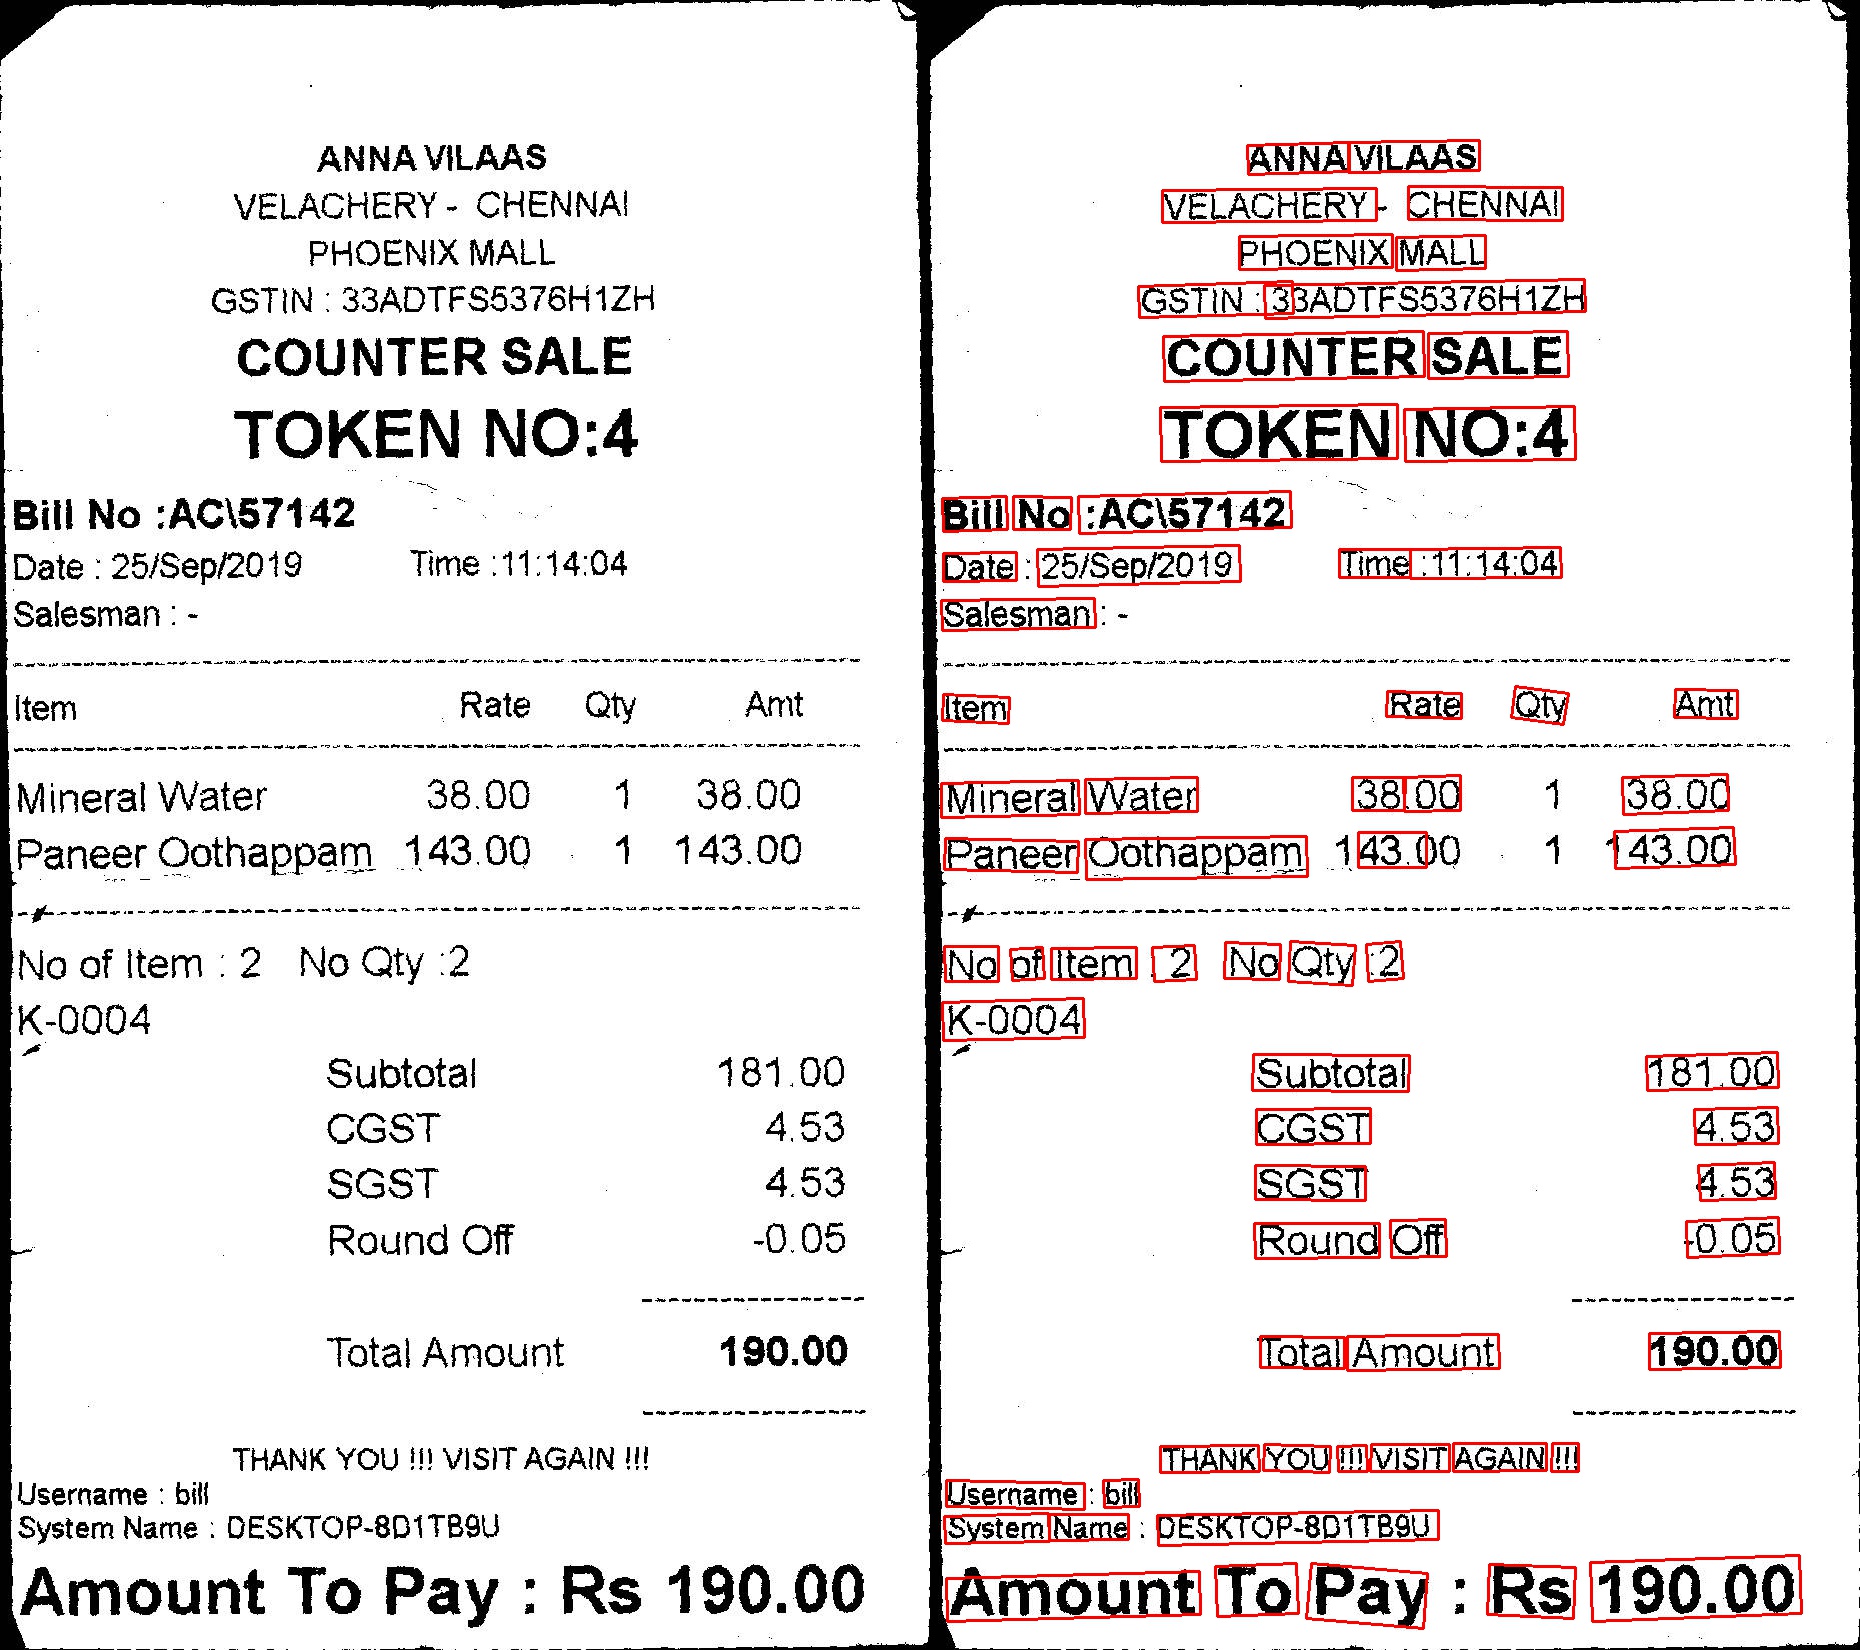 ANNA VILAAS
VELACHERY - CHENNAI
PHOENIX MALL
GSTIN : 33ADTFS5376H1ZH
COUNTER SALE
TOKEN NO:4
Bill No :AC\57142
Date : 25/Sep/2019 Time :11:14:04
Salesman : -
Item Rate Qty Amt
Mineral Water 38.00 1 38.00
Paneer Oothappam 143.00 1 143.00
No of Item : 2 No Qty :2
K-0004
Subtotal 181.00
CGST 4.53
SGST 4.53
Round Off -0.05
Total Amount 190.00
THANK YOU !!! VISIT AGAIN !!!
Username : bill
System Name : DESKTOP-8D1TB9U
Amount To Pay : Rs 190.00
ANNA VILAAS
VELACHERY - CHENNAI
PHOENIX MALL
GSTIN : 33ADTFS5376H1ZH
COUNTER SALE
TOKEN NO:4
Bill No :AC\57142
Date : 25/Sep/2019 Time :11:14:04
Salesman : -
Item Rate Qty Amt
Mineral Water 38.00 1 38.00
Paneer Oothappam 143.00 1 143.00
No of Item : 2 No Qty :2
K-0004
Subtotal 181.00
CGST 4.53
SGST 4.53
Round Off -0.05
Total Amount 190.00
THANK YOU !!! VISIT AGAIN !!!
Username : bill
System Name : DESKTOP-8D1TB9U
Amount To Pay : Rs 190.00